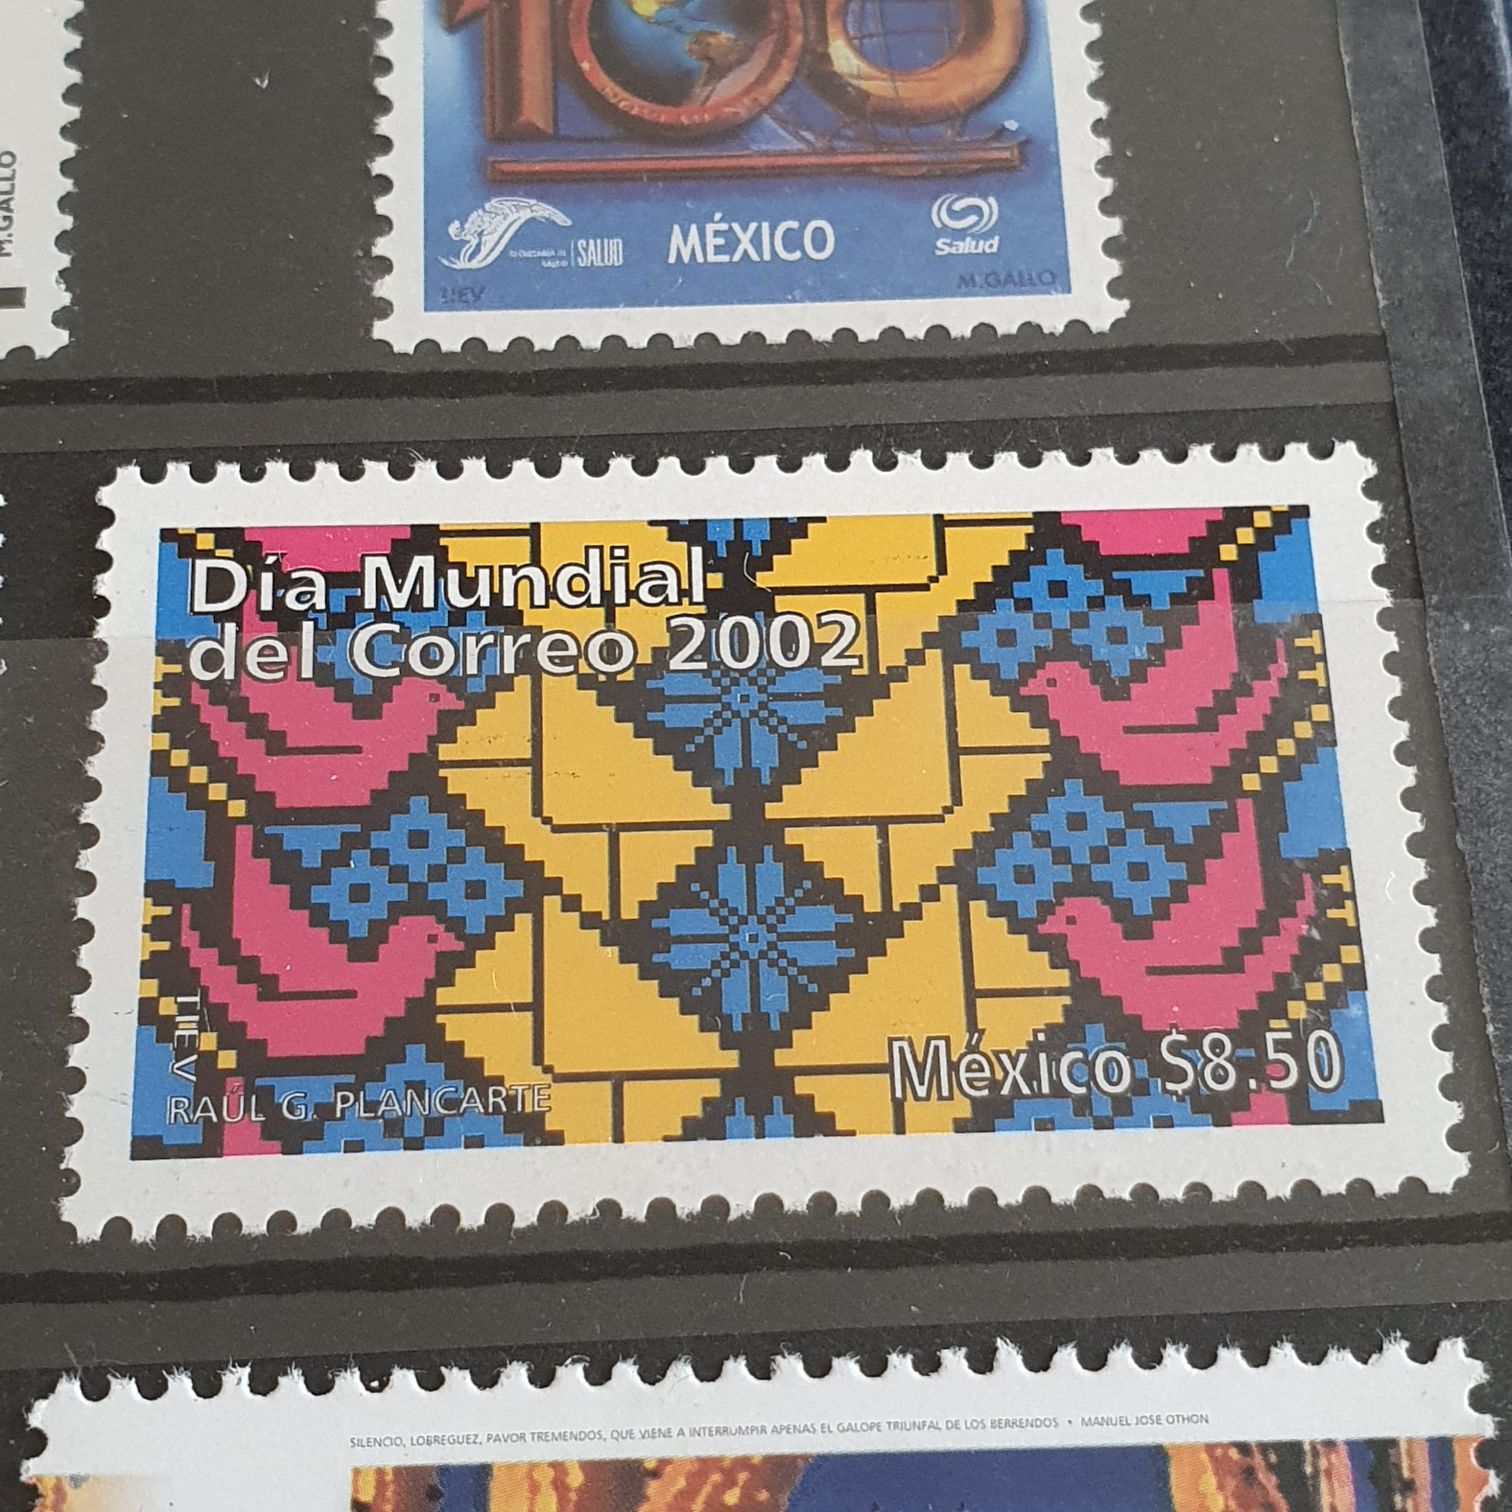 100
SALUD
MÉXICO
Salud
TIEV
M.GALLO
M.GALLO
Día Mundial
del Correo 2002
México $8.50
TIEV
RAÚL G. PLANCARTE
SILENCIO, LOBREGUEZ, PAVOR TREMENDOS, QUE VIENE A INTERRUMPIR APENAS EL GALOPE TRIUNFAL DE LOS BERRENDOS • MANUEL JOSE OTHON